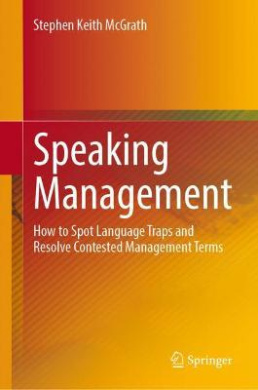 Stephen Keith McGrath
Speaking
Management
How to Spot Language Traps and
Resolve Contested Management Terms
Springer